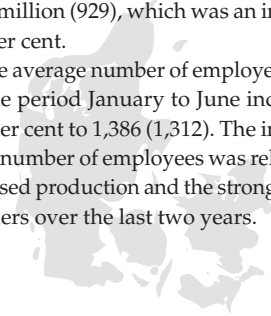 million (929), which was an in
er cent.
e average number of employe
e period January to June inc
er cent to 1,386 (1,312). The in
number of employees was rel
sed production and the strong
ers over the last two years.